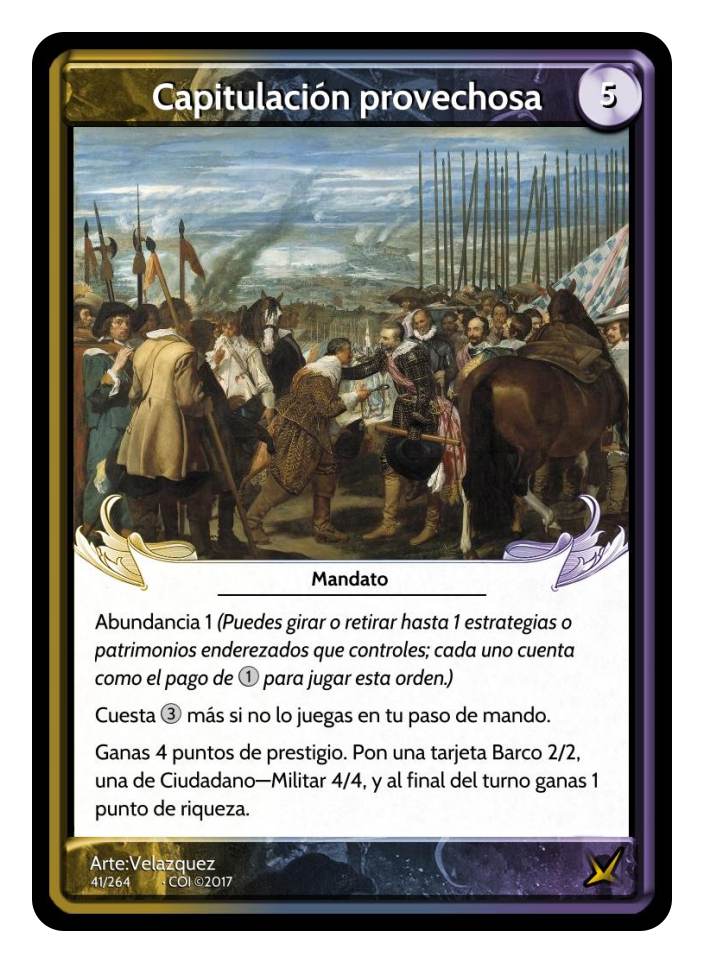 Capitulación provechosa
5
Mandato
Abundancia 1 (Puedes girar o retirar hasta 1 estrategias o
patrimonios enderezados que controles; cada uno cuenta
como el pago de 1 para jugar esta orden.)
Cuesta 3 más si no lo juegas en tu paso de mando.
Ganas 4 puntos de prestigio. Pon una tarjeta Barco 2/2,
una de Ciudadano—Militar 4/4, y al final del turno ganas 1
punto de riqueza.
Arte:Velazquez
41/264 · COI ©2017